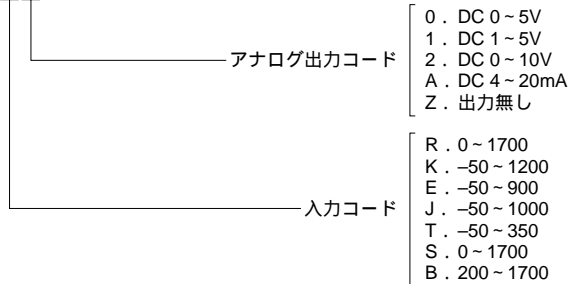 アナログ出力コード
0．DC 0～5V
1．DC 1～5V
2．DC 0～10V
A．DC 4～20mA
Z．出力無し
入力コード
R．0～1700
K．–50～1200
E．–50～900
J．–50～1000
T．–50～350
S．0～1700
B．200～1700